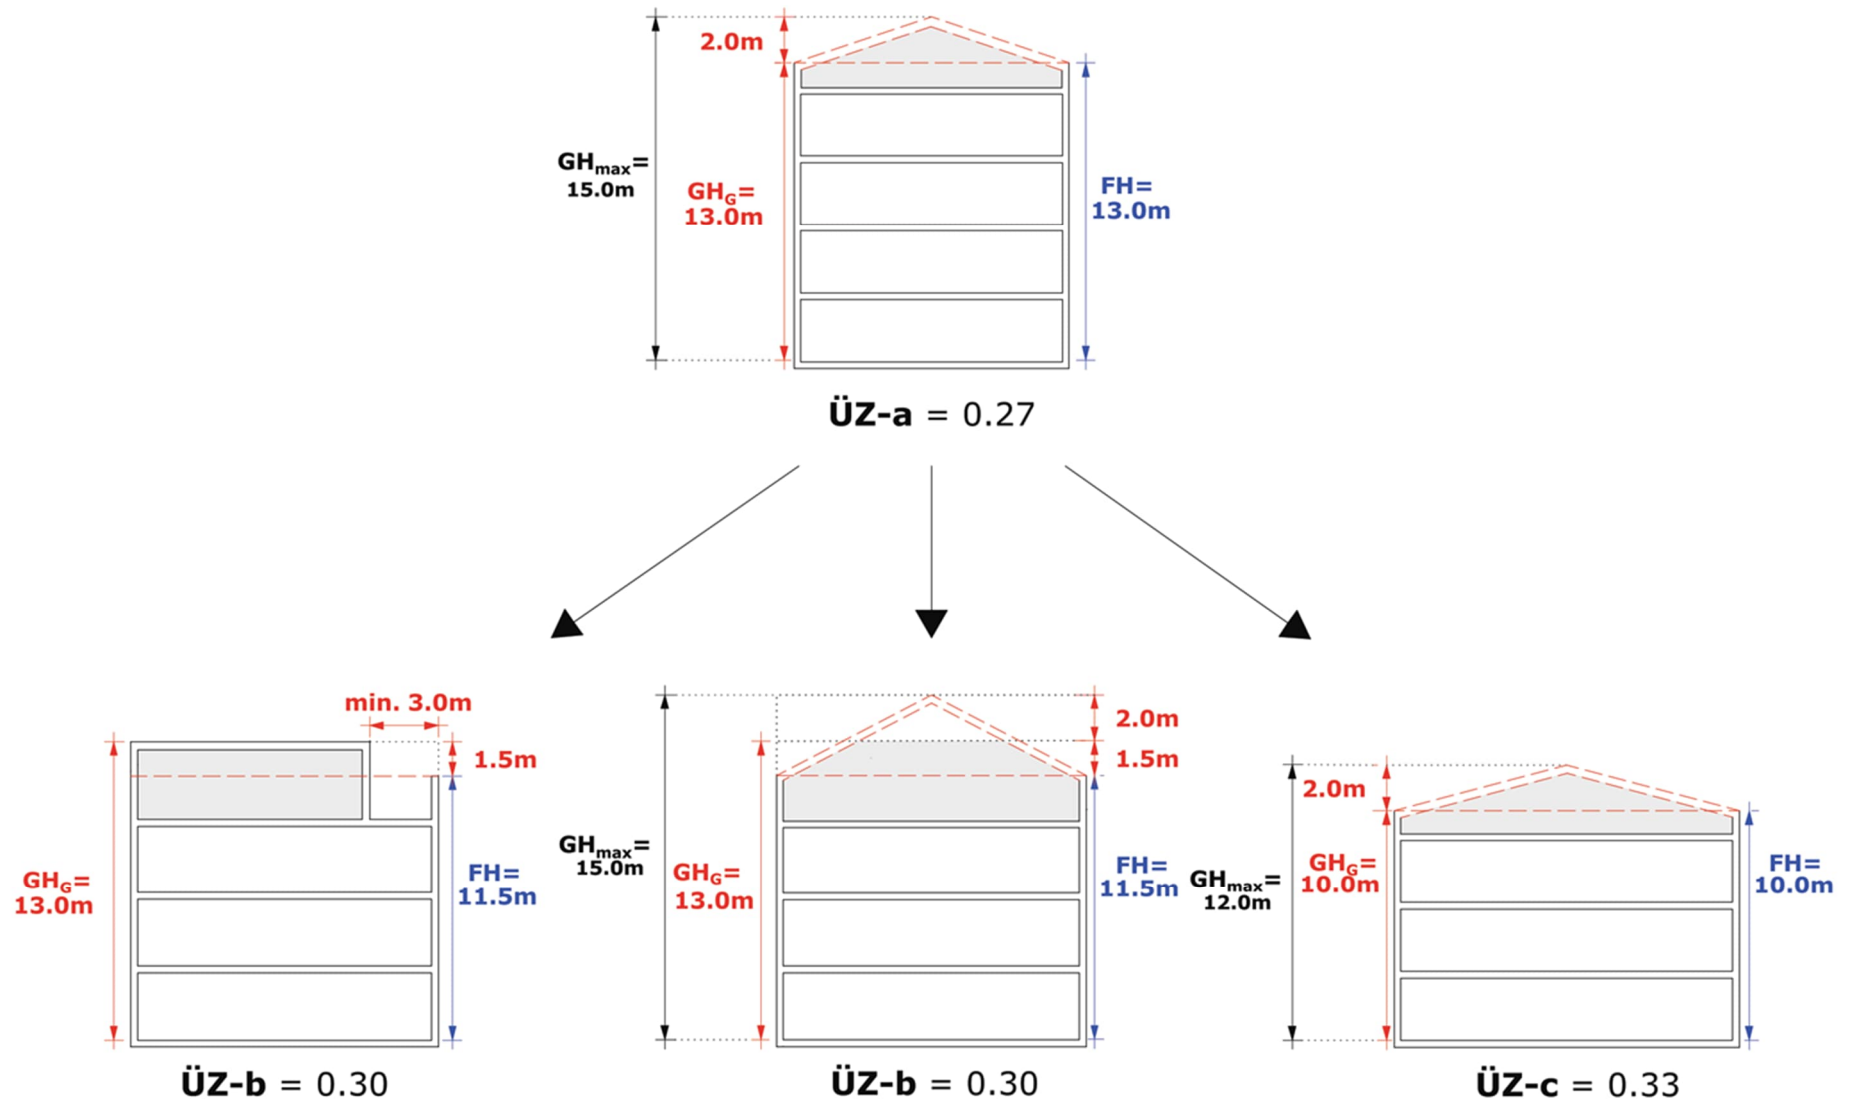 2.0m
GHmax=
15.0m
GHG=
13.0m
FH=
13.0m
ÜZ-a = 0.27
min. 3.0m
1.5m
GHG=
13.0m
FH=
11.5m
ÜZ-b = 0.30
2.0m
1.5m
GHmax=
15.0m
GHG=
13.0m
FH=
11.5m
ÜZ-b = 0.30
2.0m
GHmax=
12.0m
GHG=
10.0m
FH=
10.0m
ÜZ-c = 0.33